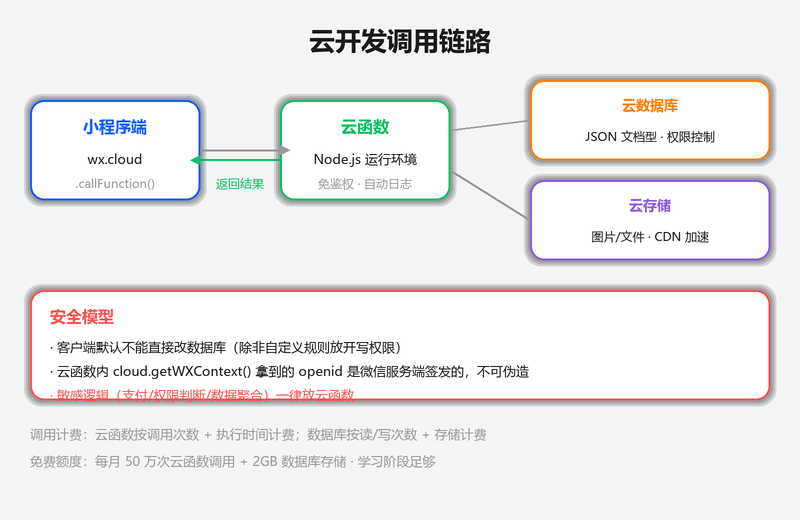 云开发调用链路
小程序端
wx.cloud
.callFunction()
返回结果
云函数
Node.js 运行环境
免鉴权 · 自动日志
云数据库
JSON 文档型 · 权限控制
云存储
图片/文件 · CDN 加速
安全模型
· 客户端默认不能直接改数据库（除非自定义规则放开写权限）
· 云函数内 cloud.getWXContext() 拿到的 openid 是微信服务端签发的，不可伪造
· 敏感逻辑（支付/权限判断/数据聚合）一律放云函数
调用计费：云函数按调用次数 + 执行时间计费；数据库按读/写次数 + 存储计费
免费额度：每月 50 万次云函数调用 + 2GB 数据库存储 · 学习阶段足够